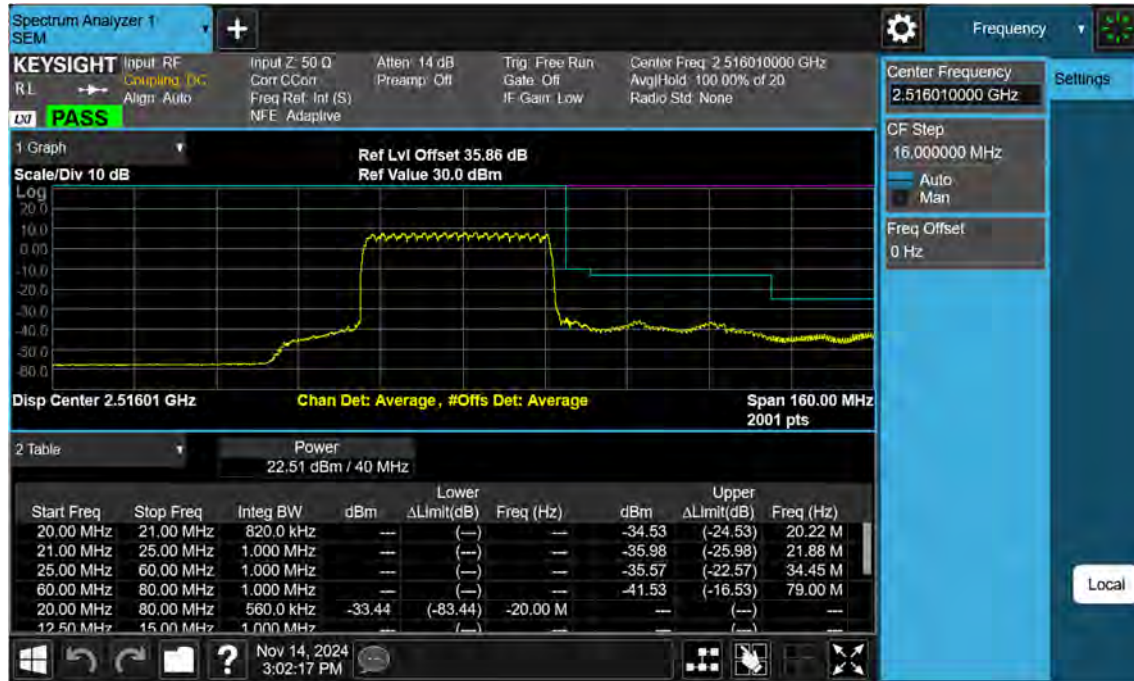 Spectrum Analyzer 1
SEM
+
Frequency
KEYSIGHT Input: RF Input Z: 50 Ω Atten: 14 dB Trig: Free Run Center Freq: 2.516010000 GHz
RL Coupling: DC Corr CCorr Preamp: Off Gate: Off Avg|Hold: 100.00% of 20
Align: Auto Freq Ref: Int (S) IF Gain: Low Radio Std: None
LXI PASS NFE: Adaptive
Center Frequency
2.516010000 GHz
Settings
CF Step
16.000000 MHz
Auto
Man
Freq Offset
0 Hz
1 Graph
Ref Lvl Offset 35.86 dB
Scale/Div 10 dB Ref Value 30.0 dBm
Log
20.0
10.0
0.00
-10.0
-20.0
-30.0
-40.0
-50.0
-60.0
Disp Center 2.51601 GHz Chan Det: Average, #Offs Det: Average Span 160.00 MHz
2001 pts
2 Table
Power
22.51 dBm / 40 MHz
Lower Upper
Start Freq Stop Freq Integ BW dBm ΔLimit(dB) Freq (Hz) dBm ΔLimit(dB) Freq (Hz)
20.00 MHz 21.00 MHz 820.0 kHz --- (---) --- -34.53 (-24.53) 20.22 M
21.00 MHz 25.00 MHz 1.000 MHz --- (---) --- -35.98 (-25.98) 21.88 M
25.00 MHz 60.00 MHz 1.000 MHz --- (---) --- -35.57 (-22.57) 34.45 M
60.00 MHz 80.00 MHz 1.000 MHz --- (---) --- -41.53 (-16.53) 79.00 M
20.00 MHz 80.00 MHz 560.0 kHz -33.44 (-83.44) -20.00 M --- (---) ---
12.50 MHz 15.00 MHz 1.000 MHz --- (---) --- --- (---) ---
Local
? Nov 14, 2024
3:02:17 PM